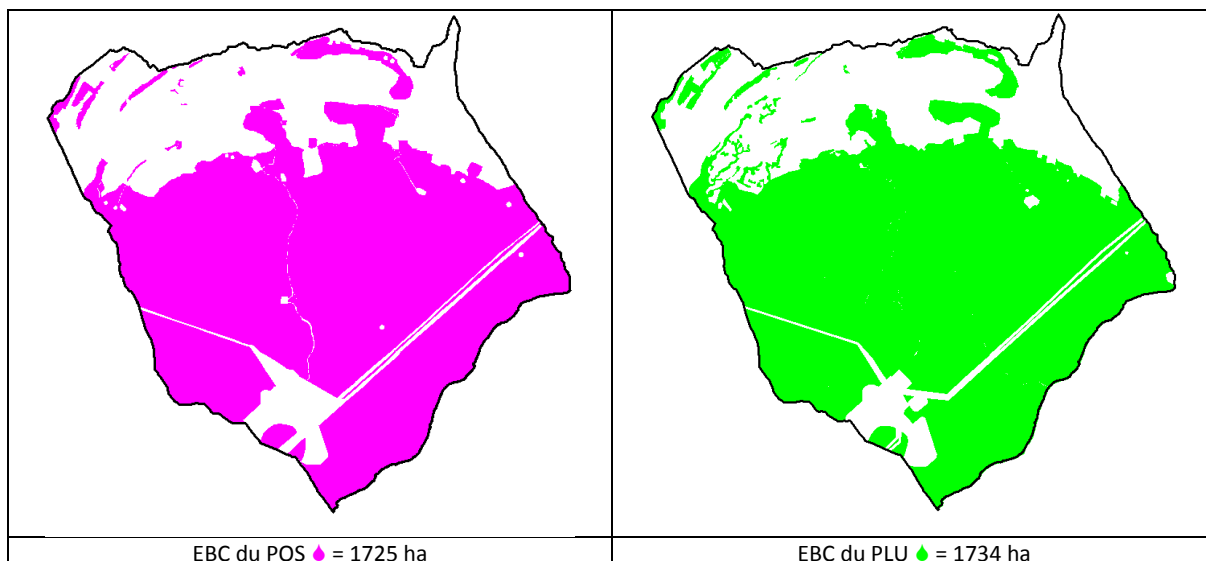 EBC du POS = 1725 ha
EBC du PLU = 1734 ha